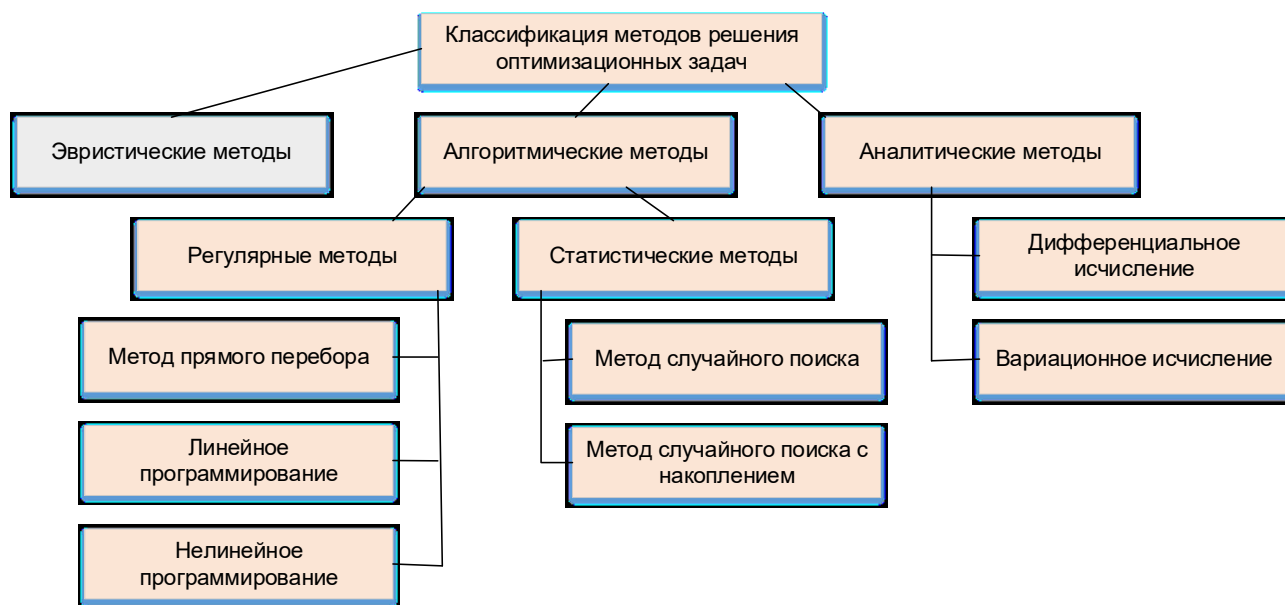 Классификация методов решения
оптимизационных задач
Эвристические методы
Алгоритмические методы
Аналитические методы
Регулярные методы
Статистические методы
Дифференциальное
исчисление
Метод прямого перебора
Метод случайного поиска
Вариационное исчисление
Линейное
программирование
Метод случайного поиска с
накоплением
Нелинейное
программирование